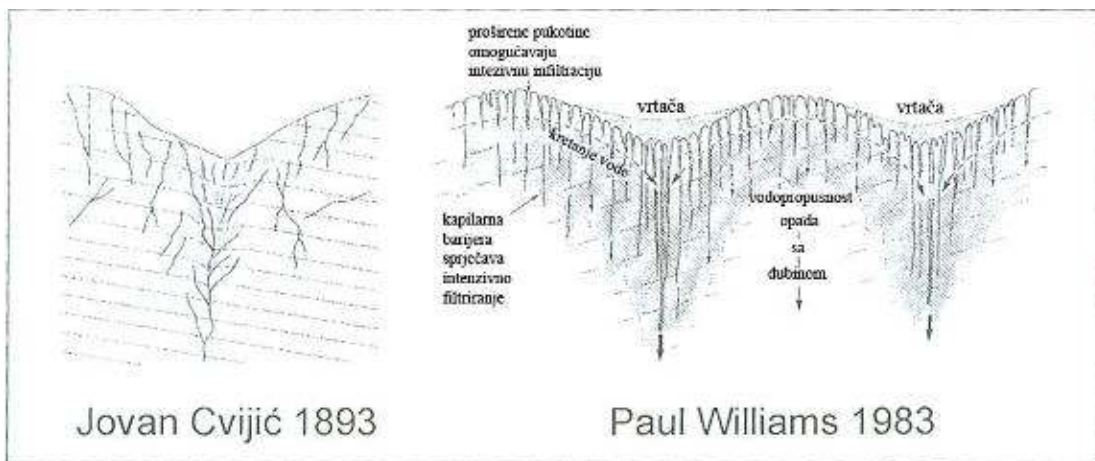 proširene pukotine
omogućavaju
intezivnu infiltraciju
vrtača
vrtača
kretanje vode
kapilarna
barijera
sprječava
intenzivno
filtriranje
vodopropusnost
opada
sa
dubinom
Jovan Cvijić 1893
Paul Williams 1983